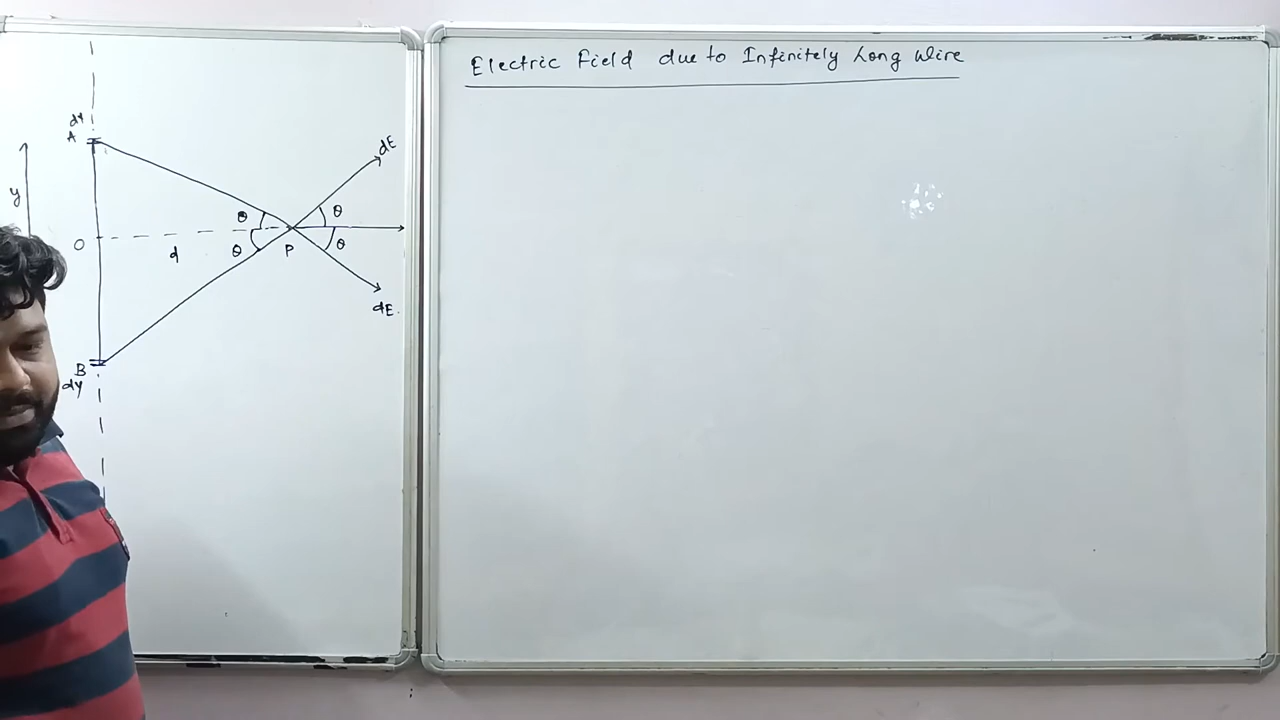 Electric Field due to Infinitely Long Wire
dy
A
dE
y
θ
θ
O
d
θ
P
θ
dE.
B
dy